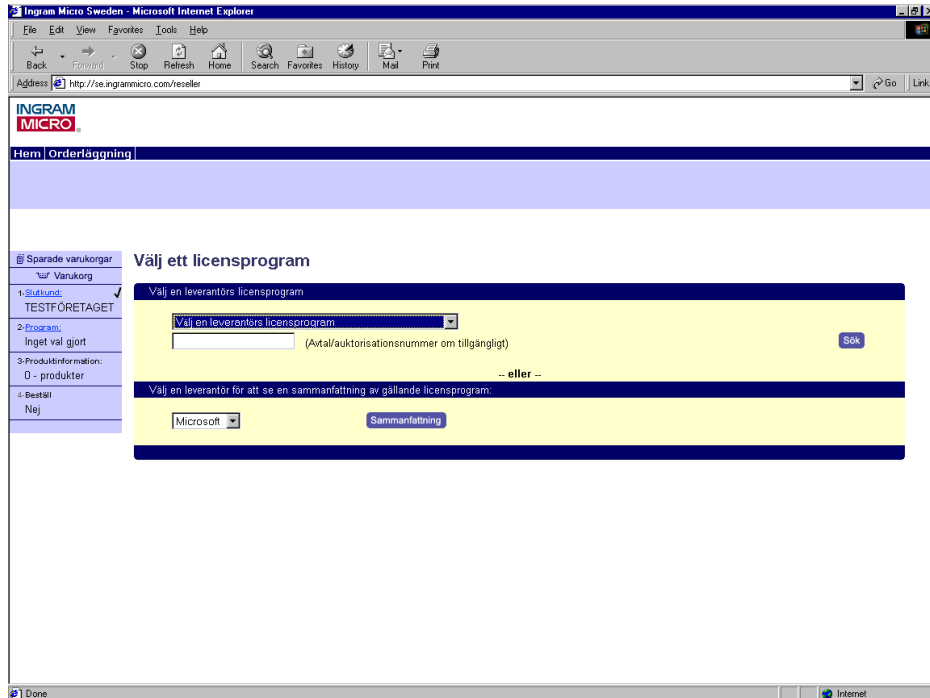 Ingram Micro Sweden - Microsoft Internet Explorer
File Edit View Favorites Tools Help
Back Forward Stop Refresh Home Search Favorites History Mail Print
Address http://se.ingrammicro.com/reseller Go Link
INGRAM
MICRO®
Hem Orderläggning
Sparade varukorgar
Varukorg
1-Slutkund:
TESTFÖRETAGET
2-Program:
Inget val gjort
3-Produktinformation:
0 - produkter
4-Beställ
Nej
Välj ett licensprogram
Välj en leverantörs licensprogram
Välj en leverantörs licensprogram
(Avtal/auktorisationsnummer om tillgängligt)
Sök
-- eller --
Välj en leverantör för att se en sammanfattning av gällande licensprogram:
Microsoft Sammanfattning
Done Internet